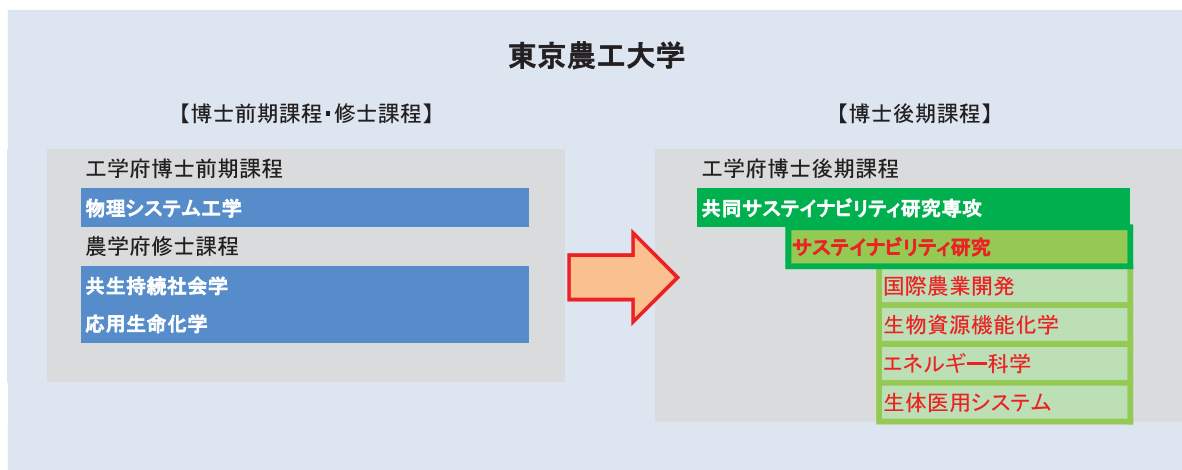 東京農工大学
【博士前期課程・修士課程】
工学府博士前期課程
物理システム工学
農学府修士課程
共生持続社会学
応用生命化学
【博士後期課程】
工学府博士後期課程
共同サステイナビリティ研究専攻
サステイナビリティ研究
国際農業開発
生物資源機能化学
エネルギー科学
生体医用システム